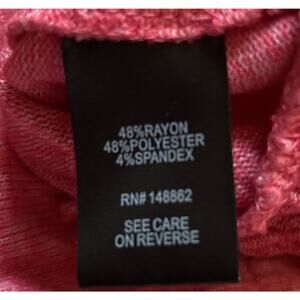 48%RAYON
48%POLYESTER
4%SPANDEX
RN# 148862
SEE CARE
ON REVERSE